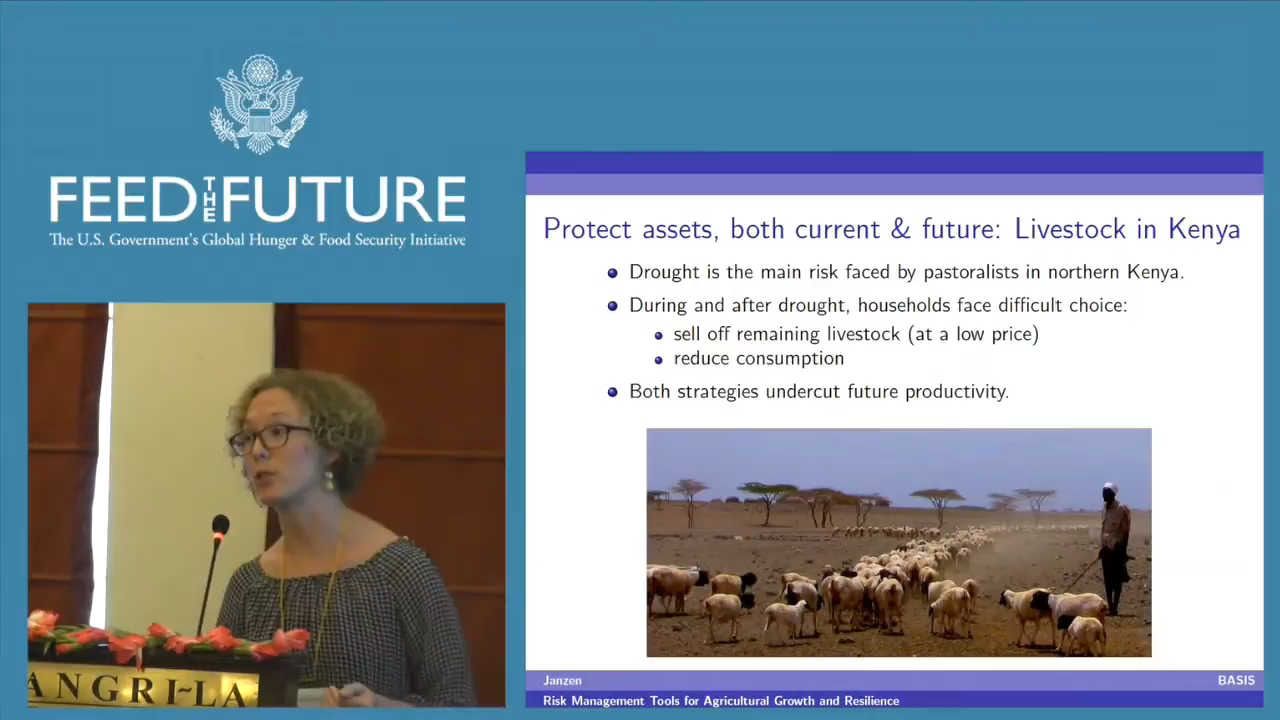 FEED THE FUTURE
The U.S. Government's Global Hunger & Food Security Initiative
Protect assets, both current & future: Livestock in Kenya
Drought is the main risk faced by pastoralists in northern Kenya.
During and after drought, households face difficult choice:
sell off remaining livestock (at a low price)
reduce consumption
Both strategies undercut future productivity.
ANGRI~LA
Janzen
BASIS
Risk Management Tools for Agricultural Growth and Resilience